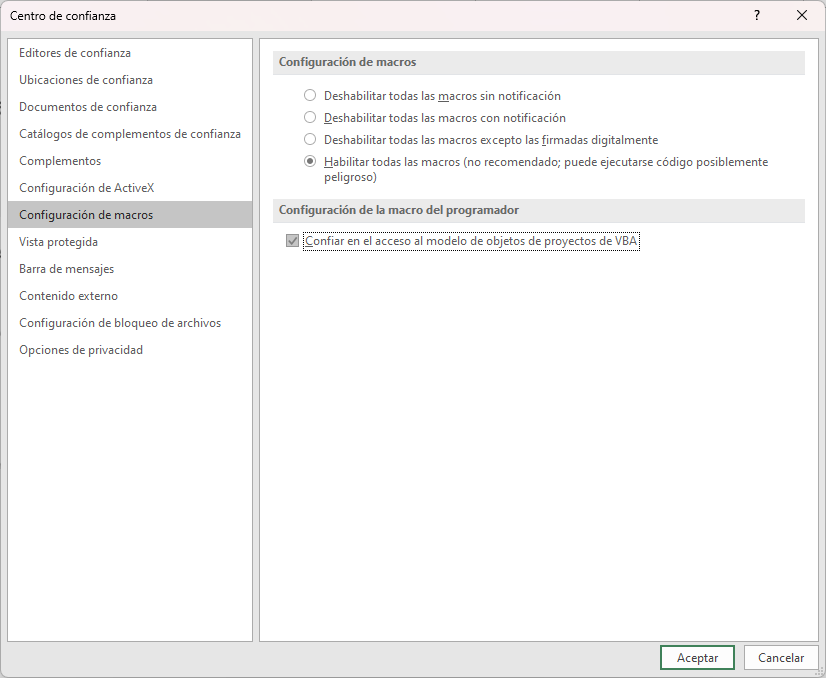 Centro de confianza
?
Editores de confianza
Ubicaciones de confianza
Documentos de confianza
Catálogos de complementos de confianza
Complementos
Configuración de ActiveX
Configuración de macros
Vista protegida
Barra de mensajes
Contenido externo
Configuración de bloqueo de archivos
Opciones de privacidad
Configuración de macros
Deshabilitar todas las macros sin notificación
Deshabilitar todas las macros con notificación
Deshabilitar todas las macros excepto las firmadas digitalmente
Habilitar todas las macros (no recomendado; puede ejecutarse código posiblemente
peligroso)
Configuración de la macro del programador
Confiar en el acceso al modelo de objetos de proyectos de VBA
Aceptar
Cancelar